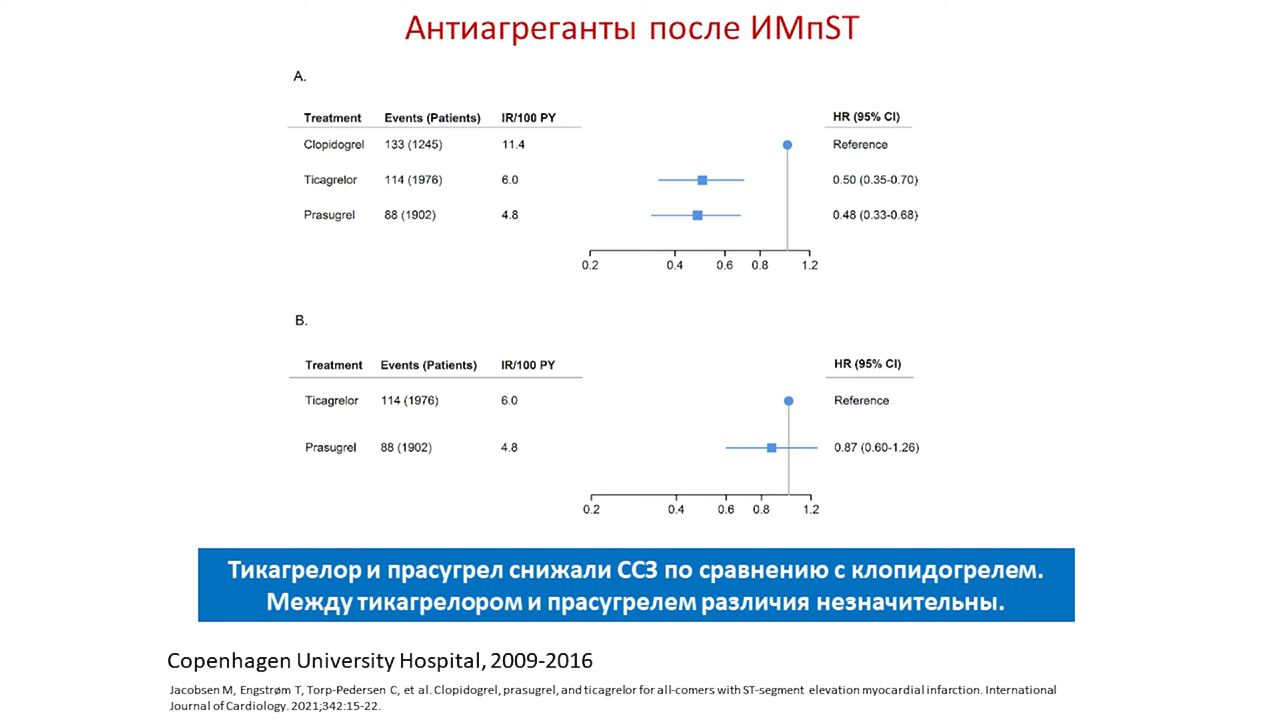 Антиагреганты после ИМпST
A.
Treatment Events (Patients) IR/100 PY HR (95% CI)
Clopidogrel 133 (1245) 11.4 Reference
Ticagrelor 114 (1976) 6.0 0.50 (0.35-0.70)
Prasugrel 88 (1902) 4.8 0.48 (0.33-0.68)
0.2 0.4 0.6 0.8 1.2
B.
Treatment Events (Patients) IR/100 PY HR (95% CI)
Ticagrelor 114 (1976) 6.0 Reference
Prasugrel 88 (1902) 4.8 0.87 (0.60-1.26)
0.2 0.4 0.6 0.8 1.2
Тикагрелор и прасугрел снижали ССЗ по сравнению с клопидогрелем.
Между тикагрелором и прасугрелем различия незначительны.
Copenhagen University Hospital, 2009-2016
Jacobsen M, Engstrøm T, Torp-Pedersen C, et al. Clopidogrel, prasugrel, and ticagrelor for all-comers with ST-segment elevation myocardial infarction. International
Journal of Cardiology. 2021;342:15-22.